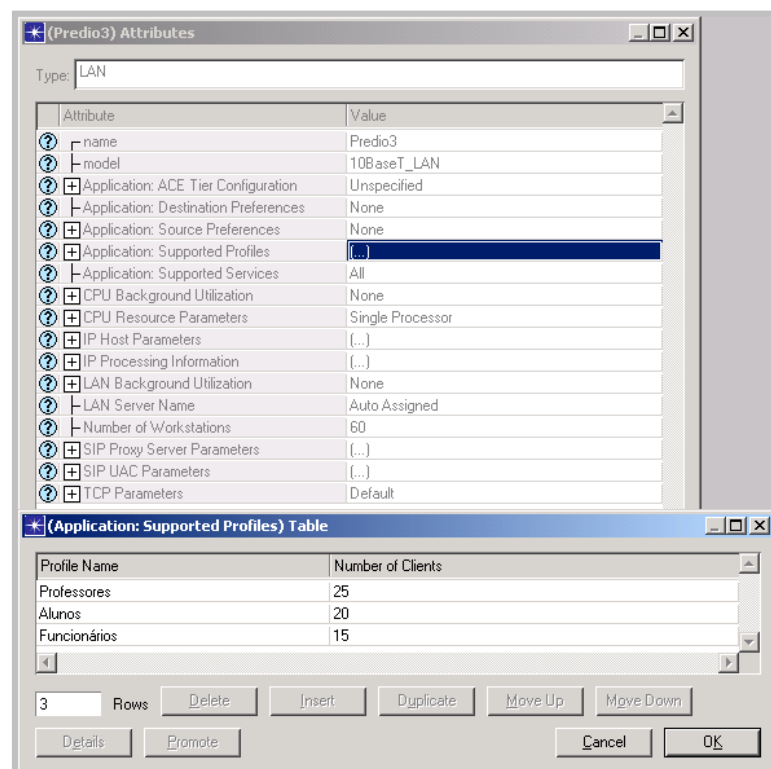 (Predio3) Attributes
Type: LAN
Attribute Value
name Predio3
model 10BaseT_LAN
Application: ACE Tier Configuration Unspecified
Application: Destination Preferences None
Application: Source Preferences None
Application: Supported Profiles (...)
Application: Supported Services All
CPU Background Utilization None
CPU Resource Parameters Single Processor
IP Host Parameters (...)
IP Processing Information (...)
LAN Background Utilization None
LAN Server Name Auto Assigned
Number of Workstations 60
SIP Proxy Server Parameters (...)
SIP UAC Parameters (...)
TCP Parameters Default
(Application: Supported Profiles) Table
Profile Name Number of Clients
Professores 25
Alunos 20
Funcionários 15
3 Rows Delete Insert Duplicate Move Up Move Down
Details Promote Cancel OK